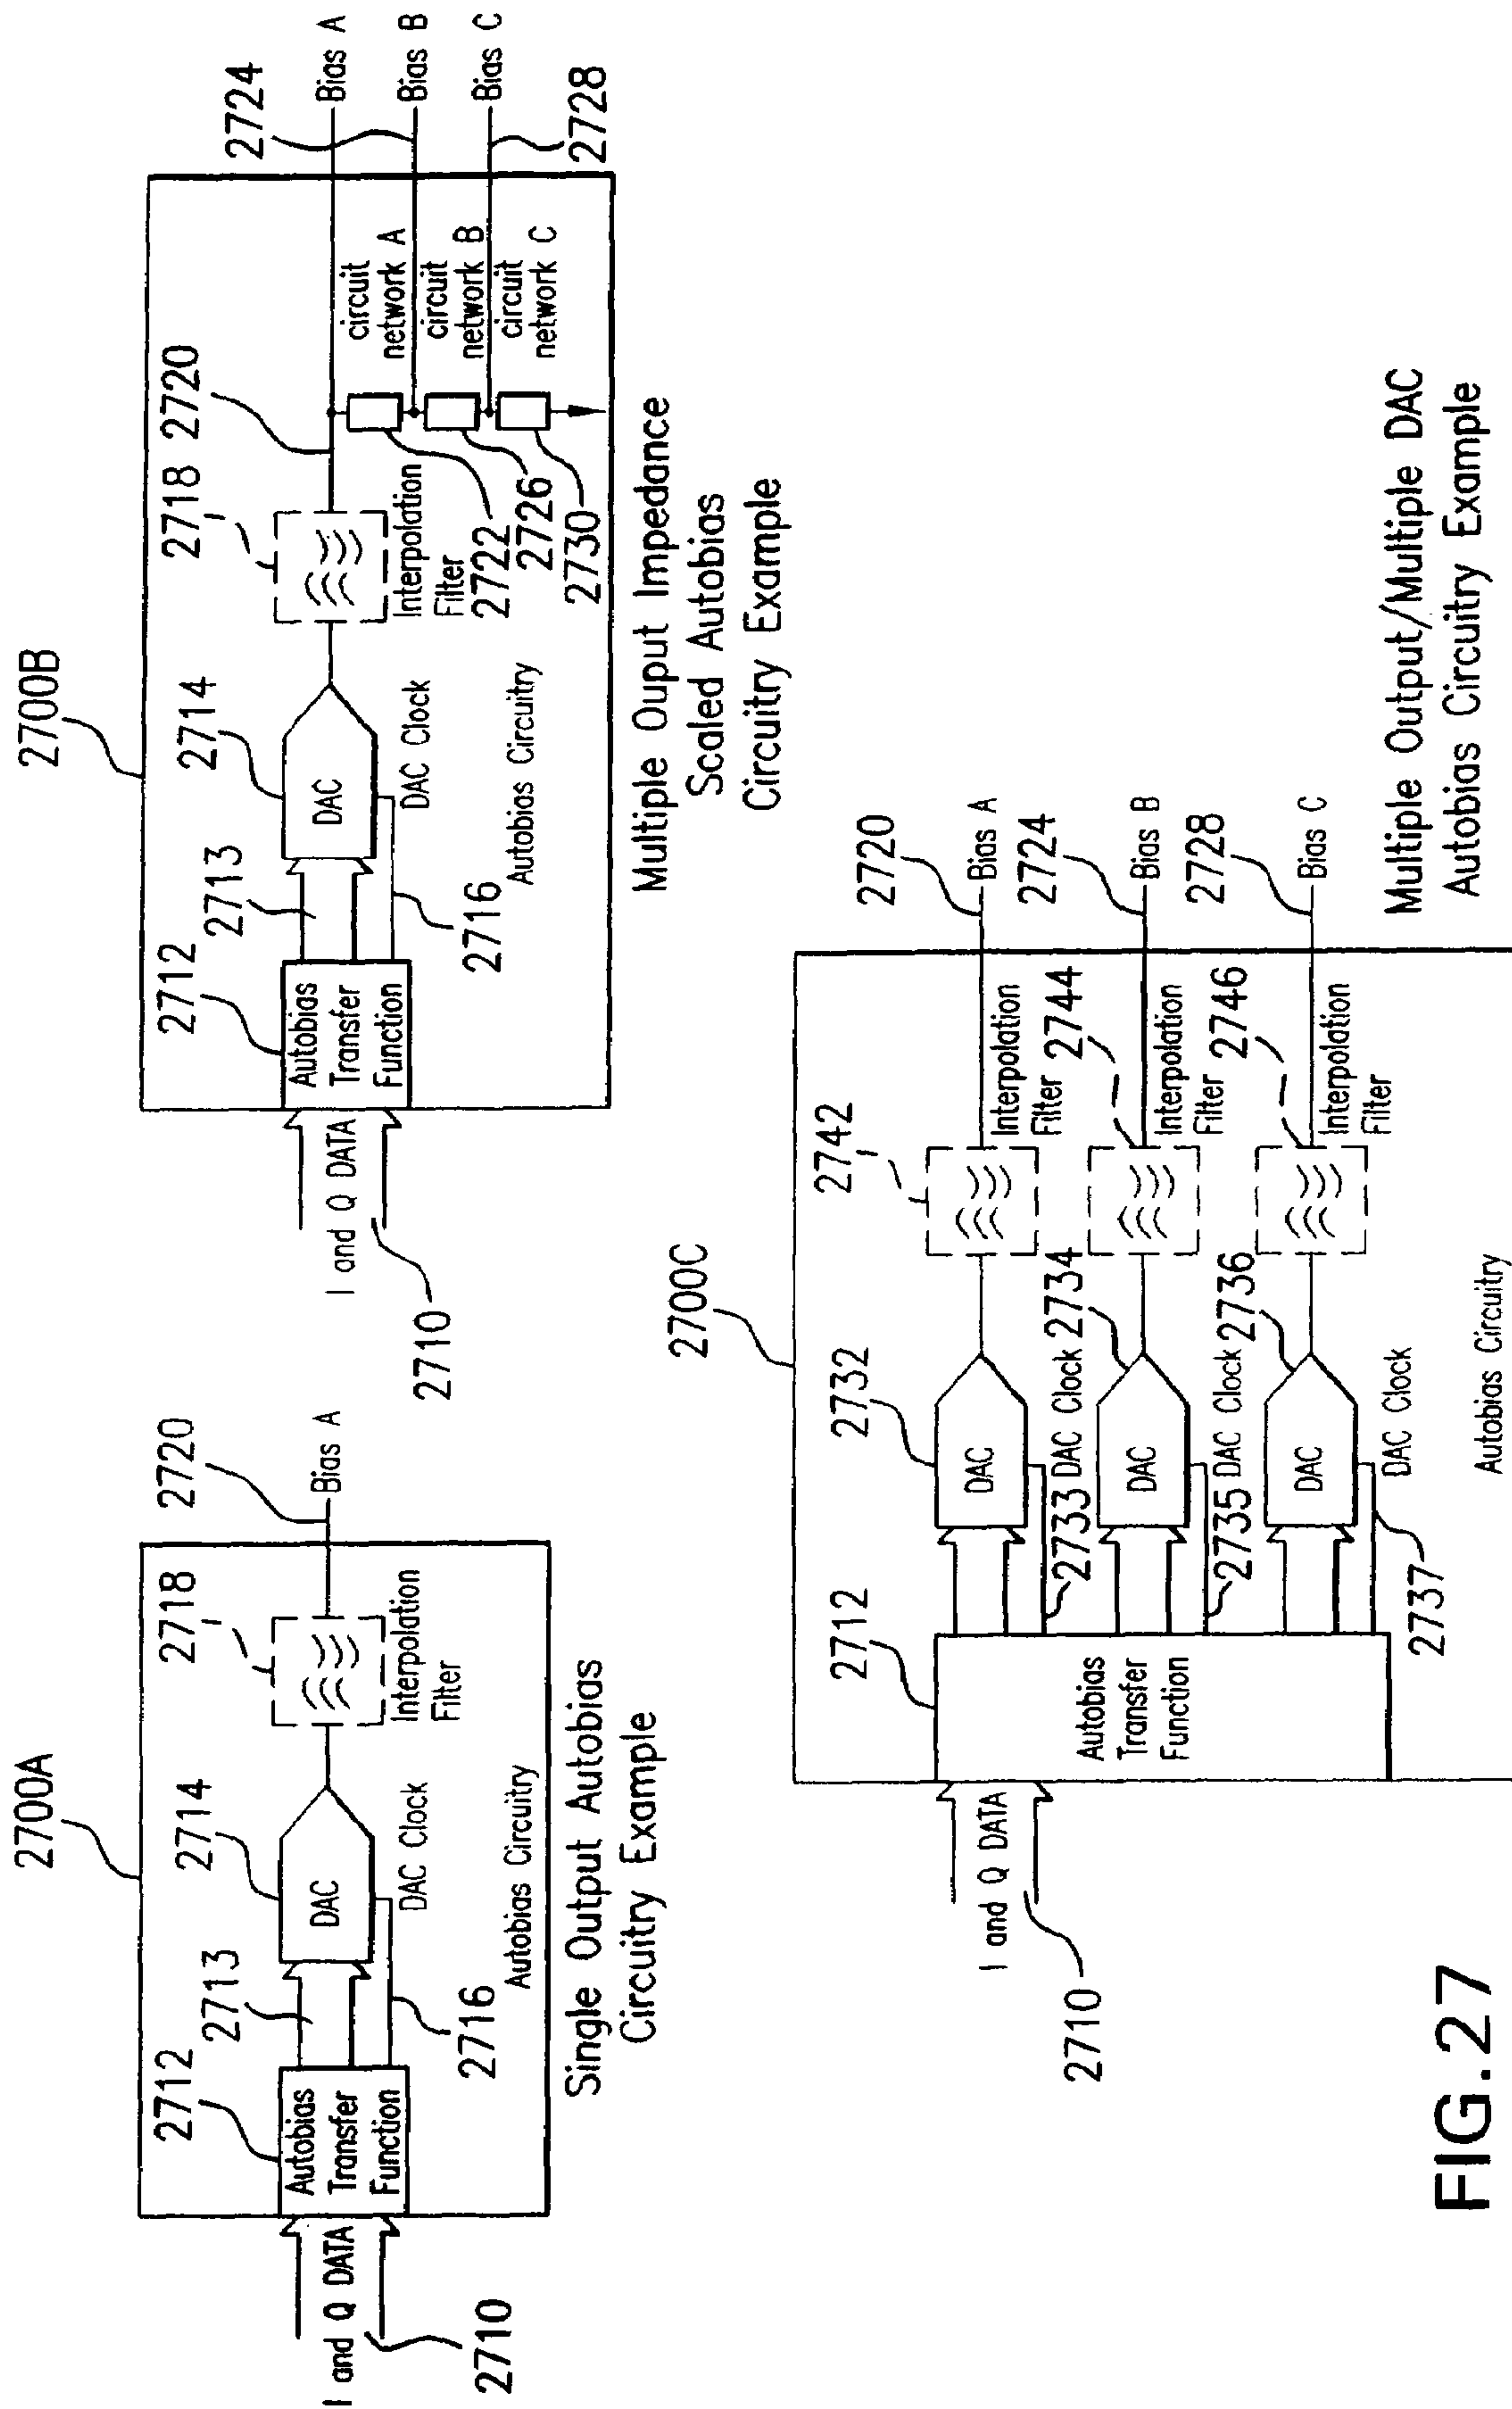 2700A
2712
2713
2714
2718
2720
I and Q DATA
Autobias
Transfer
Function
DAC
DAC Clock
Interpolation
Filter
Bias A
2710
2716
Autobias Circuitry
Single Output Autobias
Circuitry Example
2700B
2712
2713
2714
2718
2720
2724
I and Q DATA
Autobias
Transfer
Function
DAC
DAC Clock
Interpolation
Filter
circuit
network A
circuit
network B
circuit
network C
Bias A
Bias B
Bias C
2710
2716
2722
2726
2730
2728
Autobias Circuitry
Multiple Ouput Impedance
Scaled Autobias
Circuitry Example
2700C
2712
2732
2742
2720
I and Q DATA
Autobias
Transfer
Function
DAC
Interpolation
Filter
Bias A
2710
2733
DAC Clock
2734
2744
2724
DAC
Interpolation
Filter
Bias B
2735
DAC Clock
2736
2746
2728
DAC
Interpolation
Filter
Bias C
2737
DAC Clock
Autobias Circuitry
Multiple Output/Multiple DAC
Autobias Circuitry Example
FIG.27